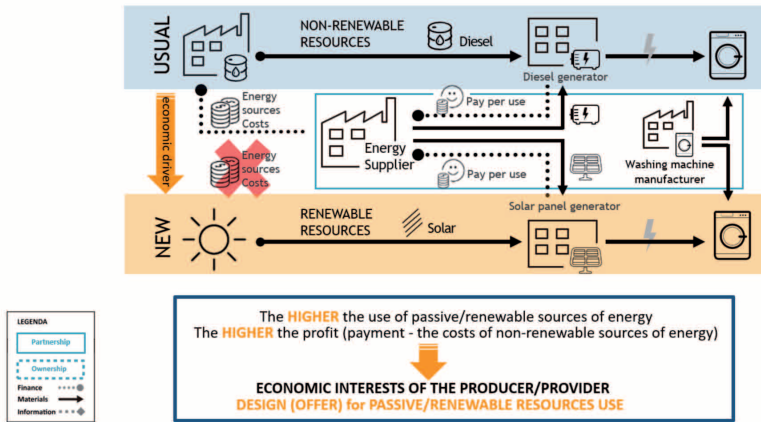 USUAL
NON-RENEWABLE
RESOURCES
Diesel
Diesel generator
economic driver
Energy
sources
Costs
Pay per use
Energy
Supplier
Washing machine
manufacturer
Energy
sources
Costs
Pay per use
Solar panel generator
NEW
RENEWABLE
RESOURCES
Solar
LEGENDA
Partnership
Ownership
Finance
Materials
Information
The HIGHER the use of passive/renewable sources of energy
The HIGHER the profit (payment - the costs of non-renewable sources of energy)
ECONOMIC INTERESTS OF THE PRODUCER/PROVIDER
DESIGN (OFFER) for PASSIVE/RENEWABLE RESOURCES USE